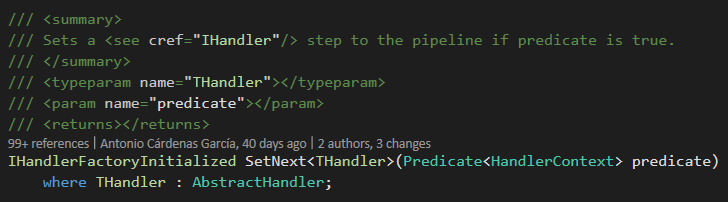 /// <summary>
/// Sets a <see cref="IHandler"/> step to the pipeline if predicate is true.
/// </summary>
/// <typeparam name="THandler"></typeparam>
/// <param name="predicate"></param>
/// <returns></returns>
99+ references | Antonio Cárdenas García, 40 days ago | 2 authors, 3 changes
IHandlerFactoryInitialized SetNext<THandler>(Predicate<HandlerContext> predicate)
    where THandler : AbstractHandler;